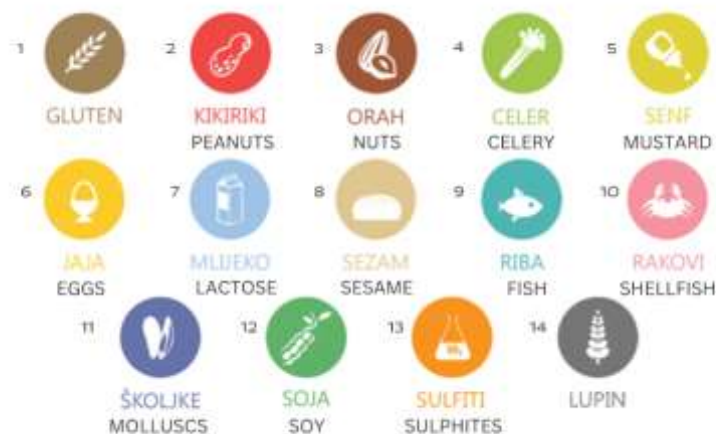 1 2 3 4 5
GLUTEN KIKIRIKI ORAH CELER SENF
PEANUTS NUTS CELERY MUSTARD
6 7 8 9 10
JAJA MLIJEKO SEZAM RIBA RAKOVI
EGGS LACTOSE SESAME FISH SHELLFISH
11 12 13 14
ŠKOLJKE SOJA SULFITI LUPIN
MOLLUSCS SOY SULPHITES